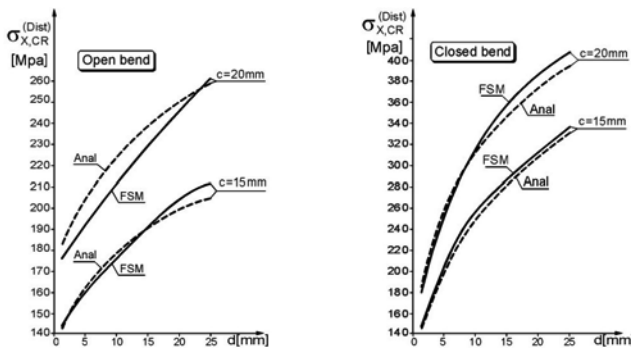 σ X,CR (Dist)
[Mpa]
Open bend
260
250
240
230
220
210
200
190
180
170
160
150
140
0 5 10 15 20 25 d[mm]
c=20mm
Anal
FSM
c=15mm
Anal
FSM
σ X,CR (Dist)
[Mpa]
Closed bend
400
380
360
340
320
300
280
260
240
220
200
180
160
140
0 5 10 15 20 25 d[mm]
c=20mm
FSM
Anal
c=15mm
FSM
Anal